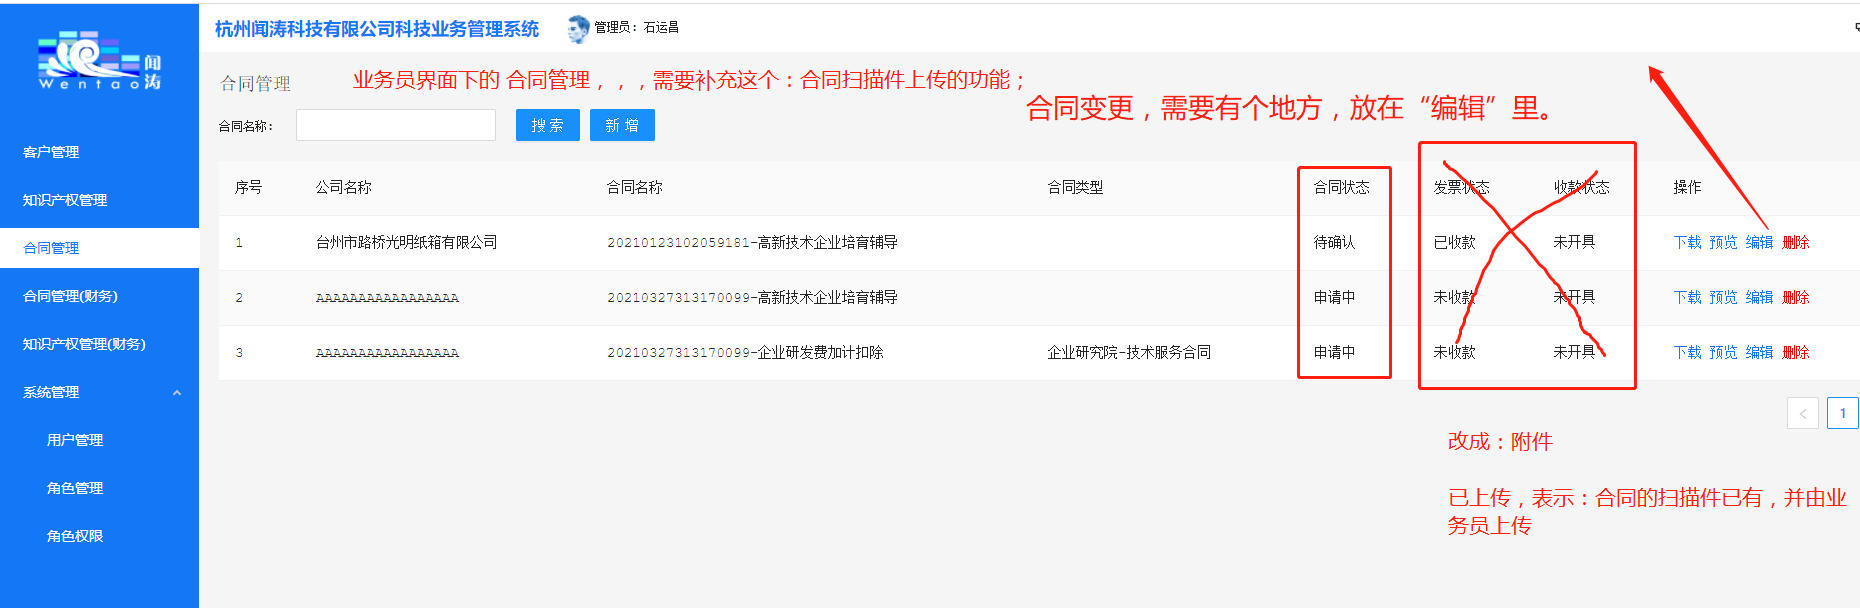 杭州闻涛科技有限公司科技业务管理系统
管理员：石运昌
闻涛
Wentao
客户管理
知识产权管理
合同管理
合同管理(财务)
知识产权管理(财务)
系统管理
用户管理
角色管理
角色权限
合同管理
业务员界面下的 合同管理，，，需要补充这个：合同扫描件上传的功能；
合同变更，需要有个地方，放在“编辑”里。
合同名称：
搜 索
新 增
序号 公司名称 合同名称 合同类型 合同状态 发票状态 收款状态 操作
1 台州市路桥光明纸箱有限公司 20210123102059181-高新技术企业培育辅导 待确认 已收款 未开具 下载 预览 编辑 删除
2 AAAAAAAAAAAAAAAAA 20210327313170099-高新技术企业培育辅导 申请中 未收款 未开具 下载 预览 编辑 删除
3 AAAAAAAAAAAAAAAAA 20210327313170099-企业研发费加计扣除 企业研究院-技术服务合同 申请中 未收款 未开具 下载 预览 编辑 删除
< 1
改成：附件
已上传，表示：合同的扫描件已有，并由业
务员上传